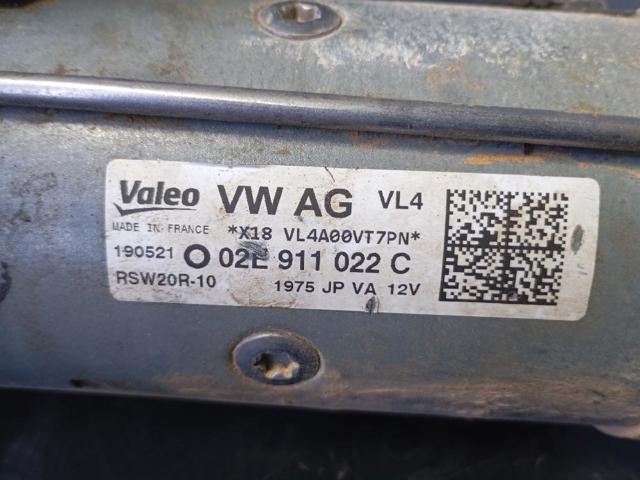 Valeo VW AG VL4
MADE IN FRANCE *X18 VL4A00VT7PN*
190521 O 02E 911 022 C
RSW20R-10 1975 JP VA 12V